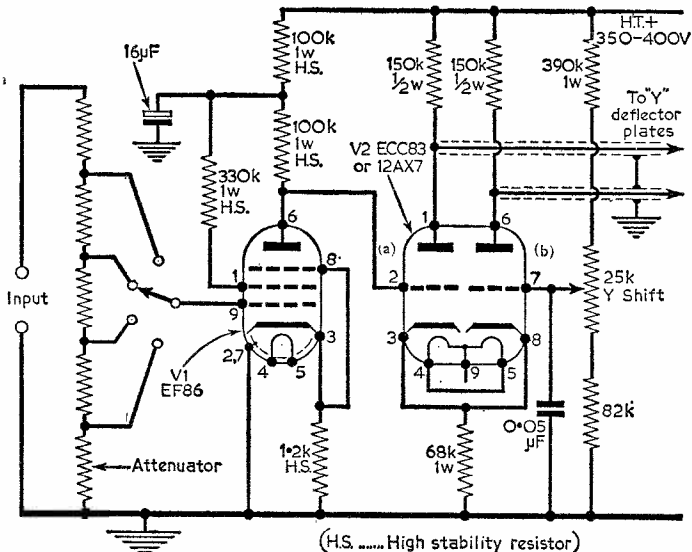 H.T.+
350-400V
16µF
100k
1w
H.S.
150k
½w
150k
½w
390k
1w
To "Y"
deflector
plates
100k
1w
H.S.
V2 ECC83
or 12AX7
330k
1w
H.S.
6
1
6
(a)
(b)
8
1
2
7
25k
Y Shift
Input
9
3
3
8
2,7
4
5
4
9
5
V1
EF86
0·05
µF
82k
1·2k
H.S.
68k
1w
Attenuator
(H.S. ....... High stability resistor)